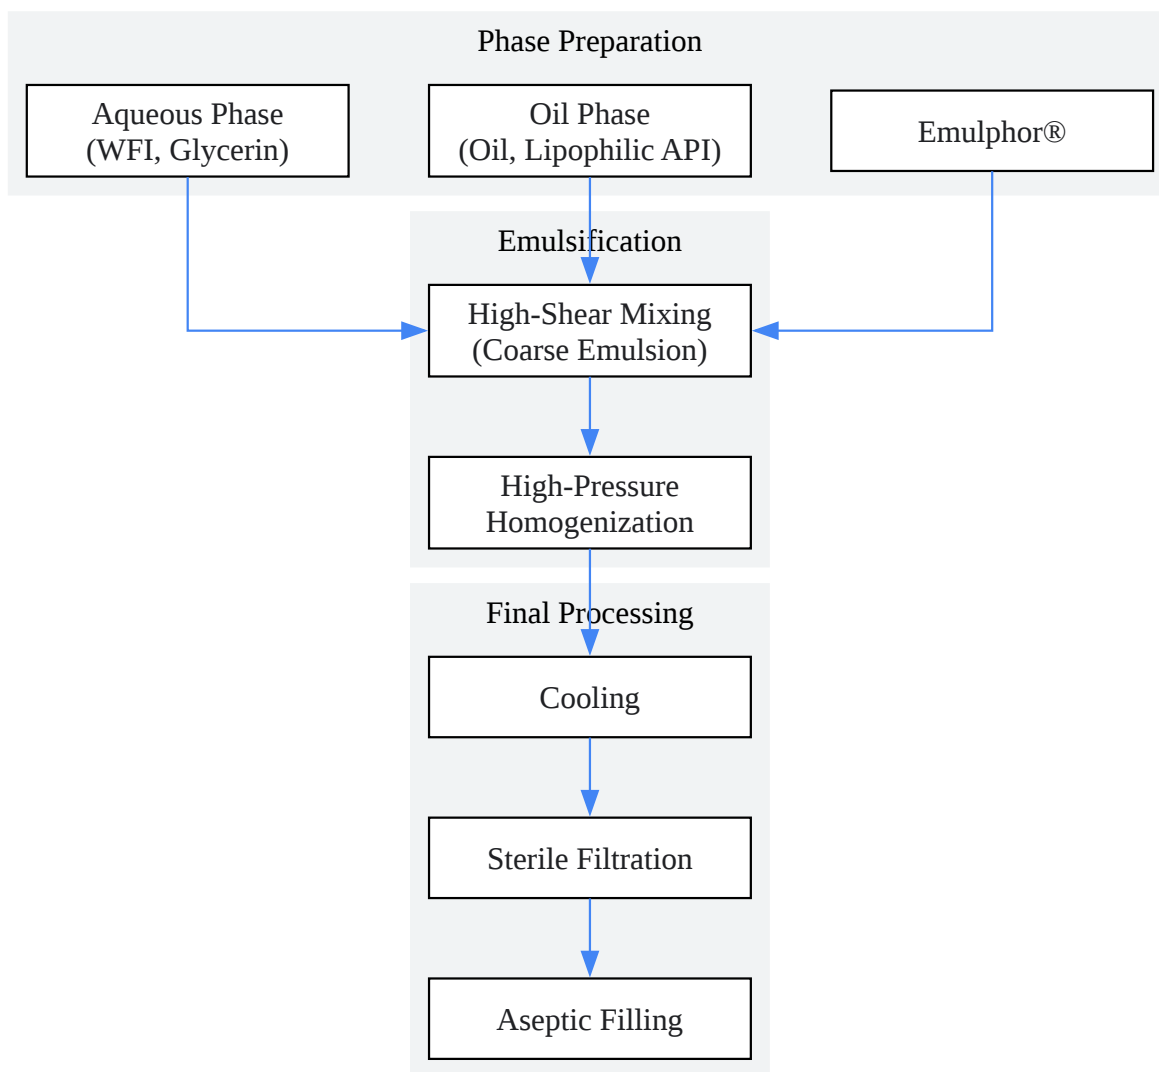 Phase Preparation
Aqueous Phase
(WFI, Glycerin)
Oil Phase
(Oil, Lipophilic API)
Emulphor®
Emulsification
High-Shear Mixing
(Coarse Emulsion)
High-Pressure
Homogenization
Final Processing
Cooling
Sterile Filtration
Aseptic Filling